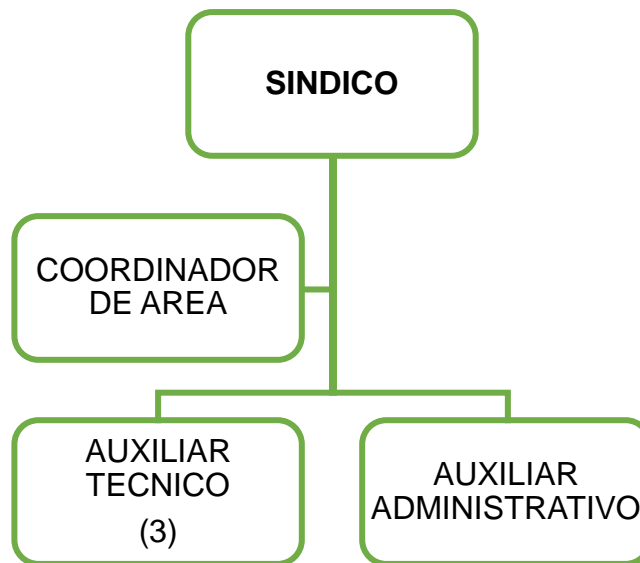 SINDICO
COORDINADOR
DE AREA
AUXILIAR
TECNICO
(3)
AUXILIAR
ADMINISTRATIVO